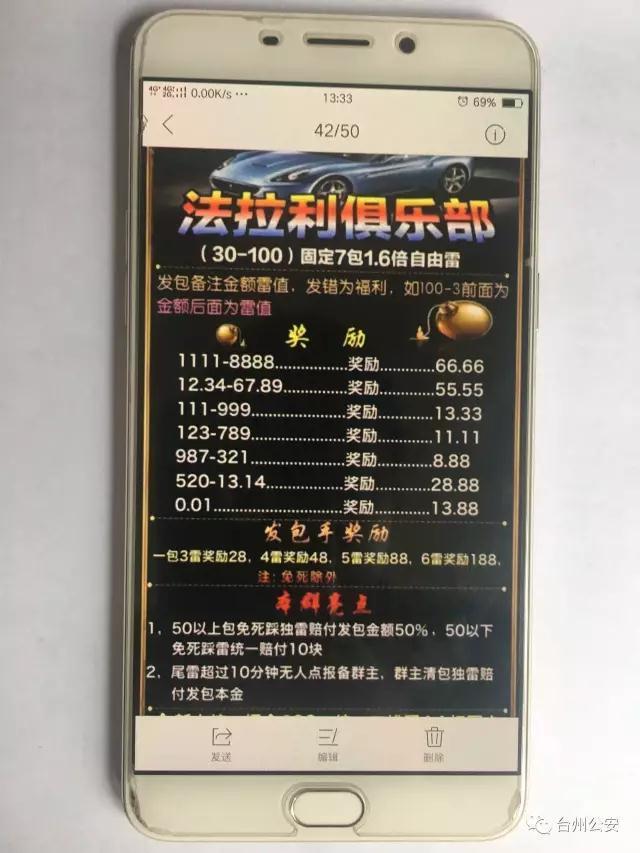 4G+ 4G+ 2G 0.00K/s ···
13:33
69%
42/50
法拉利俱乐部
（30-100）固定7包1.6倍自由雷
发包备注金额雷值，发错为福利，如100-3前面为
金额后面为雷值
奖 励
1111-8888..................奖励............66.66
12.34-67.89...............奖励............55.55
111-999......................奖励............13.33
123-789......................奖励............11.11
987-321......................奖励............8.88
520-13.14...................奖励............28.88
0.01.............................奖励............13.88
发包手奖励
一包3雷奖励28，4雷奖励48，5雷奖励88，6雷奖励188，
注：免死除外
本群亮点
1，50以上包免死踩独雷赔付发包金额50%，50以下
免死踩雷统一赔付10块
2，尾雷超过10分钟无人点报备群主，群主清包独雷赔
付发包本金
发送
编辑
删除
台州公安